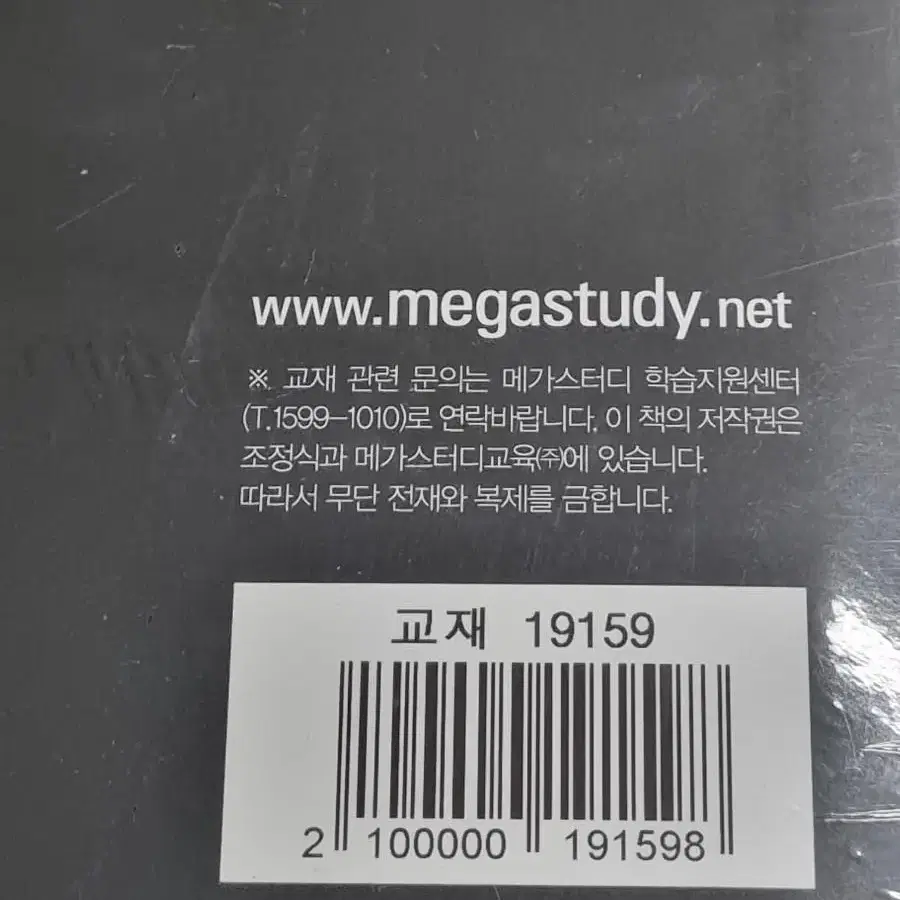 www.megastudy.net
※ 교재 관련 문의는 메가스터디 학습지원센터
(T.1599-1010)로 연락바랍니다. 이 책의 저작권은
조정식과 메가스터디교육㈜에 있습니다.
따라서 무단 전재와 복제를 금합니다.
교재 19159
2 100000 191598